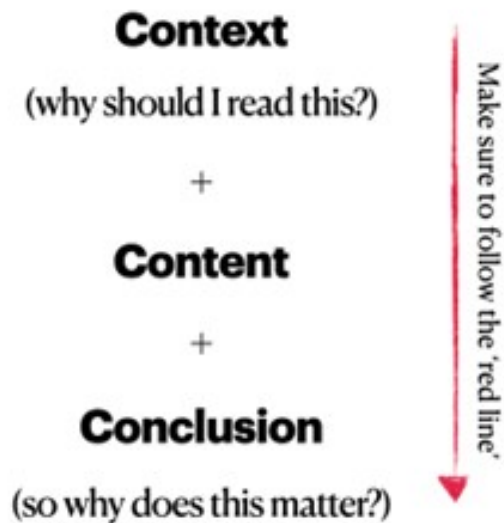 Context
(why should I read this?)
+
Content
+
Conclusion
(so why does this matter?)
Make sure to follow the 'red line'